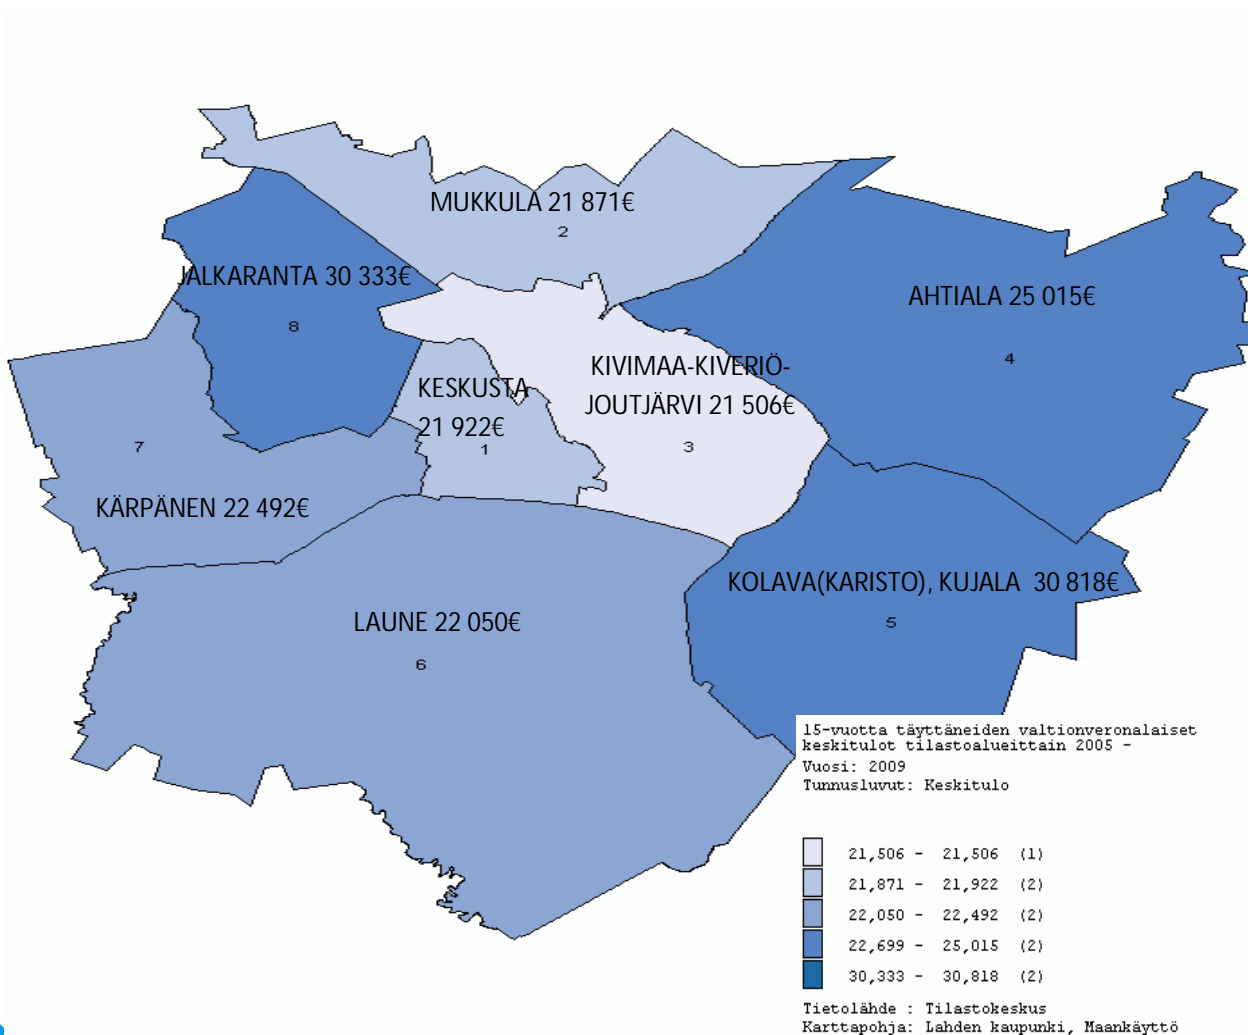 MUKKULA 21 871€
2
JALKARANTA 30 333€
8
AHTIALA 25 015€
4
KIVIMAA-KIVERIÖ-
JOUTJÄRVI 21 506€
3
KESKUSTA
21 922€
1
7
KÄRPÄNEN 22 492€
KOLAVA(KARISTO), KUJALA 30 818€
5
LAUNE 22 050€
6
15-vuotta täyttäneiden valtionveronalaiset
keskitulot tilastoalueittain 2005 -
Vuosi: 2009
Tunnusluvut: Keskitulo
21,506 - 21,506 (1)
21,871 - 21,922 (2)
22,050 - 22,492 (2)
22,699 - 25,015 (2)
30,333 - 30,818 (2)
Tietolähde : Tilastokeskus
Karttapohja: Lahden kaupunki, Maankäyttö